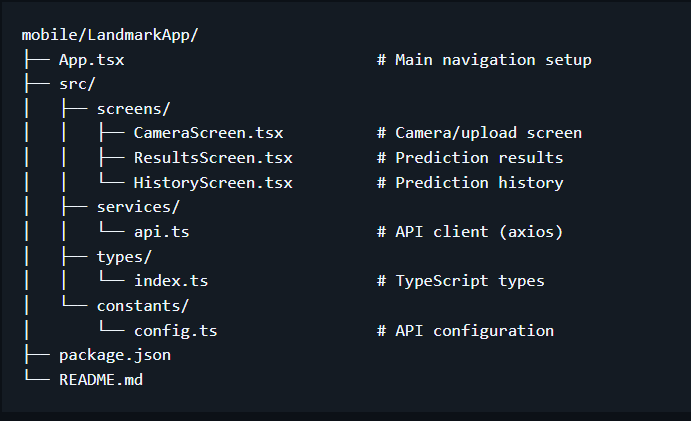 mobile/LandmarkApp/
├── App.tsx                           # Main navigation setup
├── src/
│   ├── screens/
│   │   ├── CameraScreen.tsx          # Camera/upload screen
│   │   ├── ResultsScreen.tsx         # Prediction results
│   │   └── HistoryScreen.tsx         # Prediction history
│   ├── services/
│   │   └── api.ts                    # API client (axios)
│   ├── types/
│   │   └── index.ts                  # TypeScript types
│   └── constants/
│       └── config.ts                 # API configuration
├── package.json
└── README.md